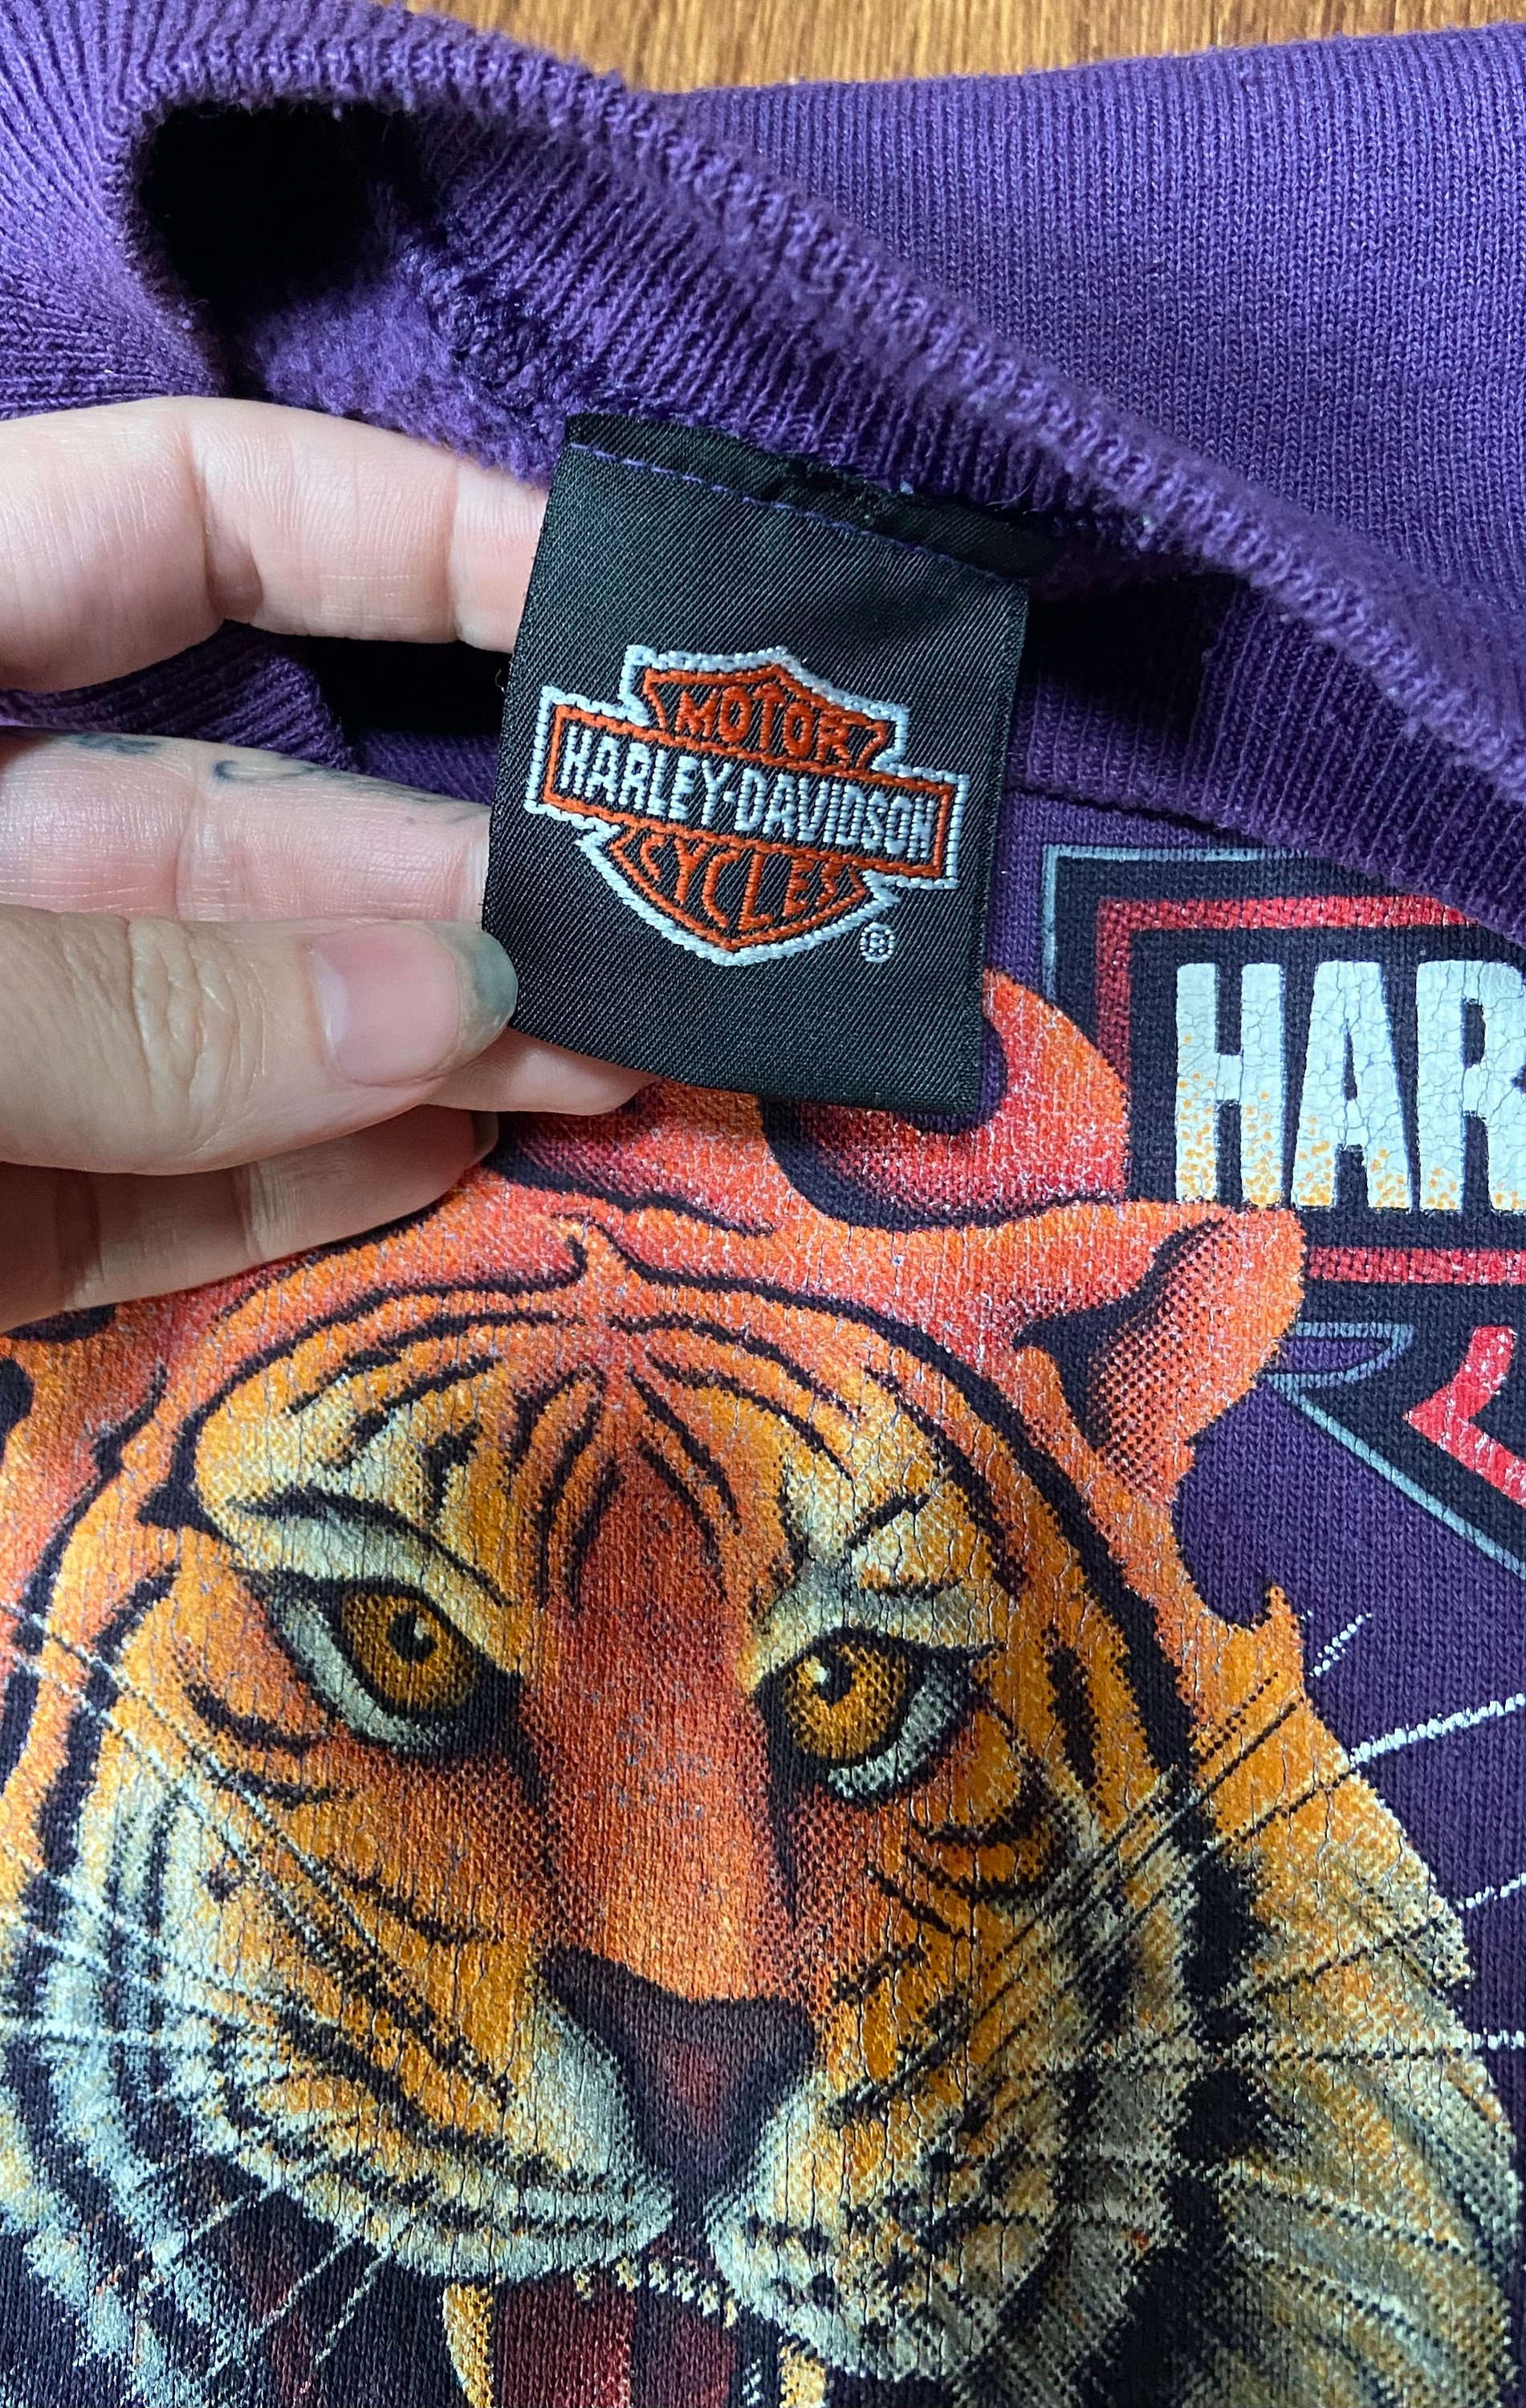 MOTOR
HARLEY-DAVIDSON
CYCLES
®
HAR